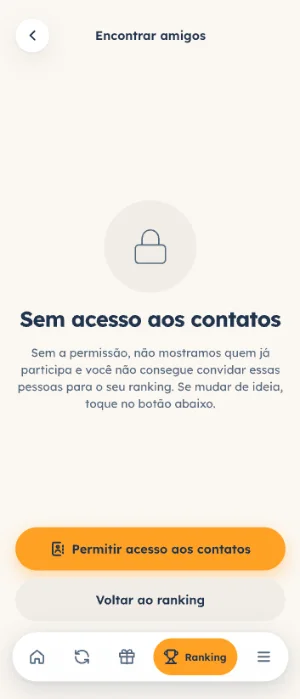 Encontrar amigos
Sem acesso aos contatos
Sem a permissão, não mostramos quem já
participa e você não consegue convidar essas
pessoas para o seu ranking. Se mudar de ideia,
toque no botão abaixo.
Permitir acesso aos contatos
Voltar ao ranking
Ranking